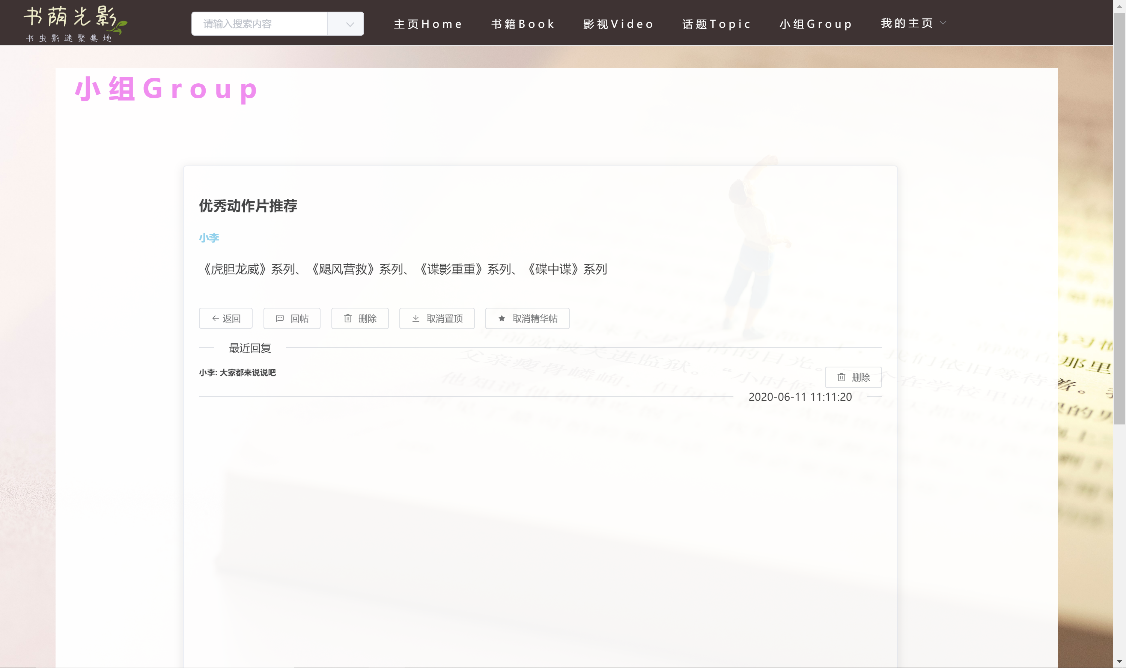 书荫光影
书虫影迷聚集地
请输入搜索内容
主页Home 书籍Book 影视Video 话题Topic 小组Group 我的主页
小组Group
优秀动作片推荐
小李
《虎胆龙威》系列、《飓风营救》系列、《谍影重重》系列、《碟中谍》系列
返回 回帖 删除 取消置顶 取消精华帖
最近回复
小李: 大家都来说说吧
删除
2020-06-11 11:11:20